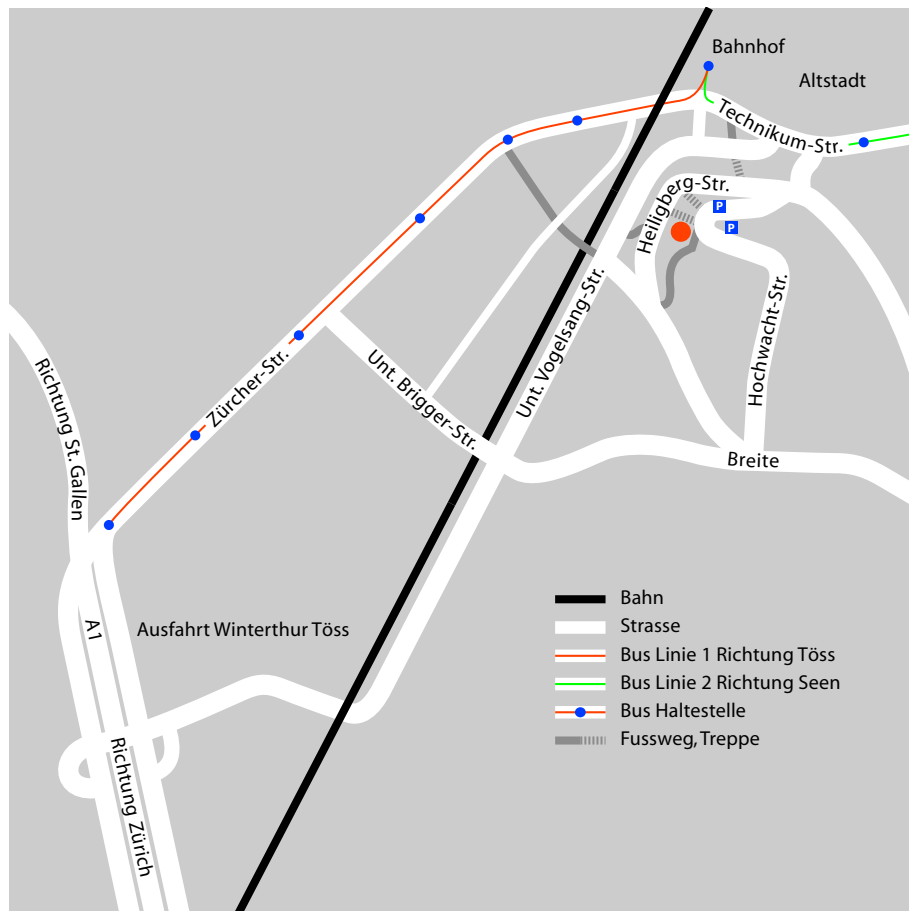 Bahnhof
Altstadt
Technikum-Str.
Heiligberg-Str.
P
P
Hochwacht-Str.
Unt. Vogelsang-Str.
Zürcher-Str.
Unt. Brigger-Str.
Richtung St. Gallen
Breite
A1
Ausfahrt Winterthur Töss
Richtung Zürich
Bahn
Strasse
Bus Linie 1 Richtung Töss
Bus Linie 2 Richtung Seen
Bus Haltestelle
Fussweg, Treppe